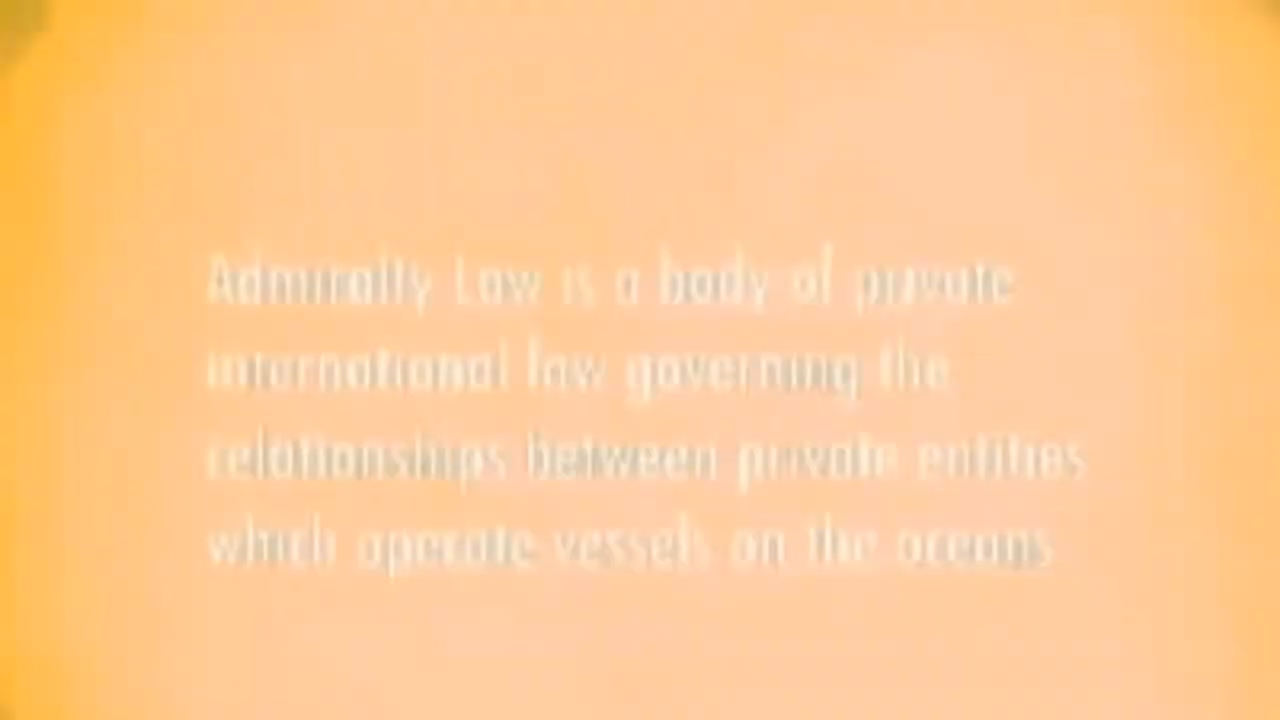 Admiralty Law is a body of private
international law governing the
relationships between private entities
which operate vessels on the oceans